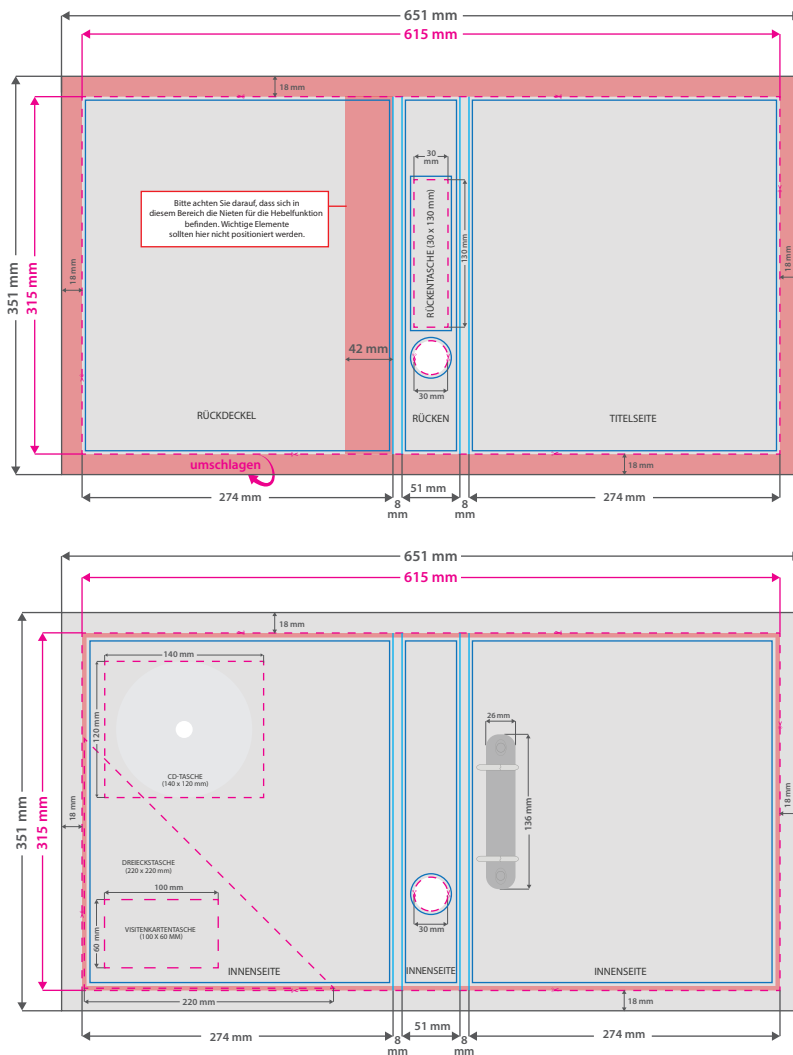 651 mm
615 mm
18 mm
351 mm
315 mm
18 mm
Bitte achten Sie darauf, dass sich in
diesem Bereich die Nieten für die Hebelfunktion
befinden. Wichtige Elemente
sollten hier nicht positioniert werden.
30
mm
RÜCKENTASCHE (30 x 130 mm)
130 mm
18 mm
42 mm
30 mm
RÜCKDECKEL
RÜCKEN
TITELSEITE
umschlagen
18 mm
274 mm
8
mm
51 mm
8
mm
274 mm
651 mm
615 mm
18 mm
351 mm
315 mm
140 mm
120 mm
CD-TASCHE
(140 x 120 mm)
18 mm
26 mm
136 mm
18 mm
DREIECKSTASCHE
(220 x 220 mm)
100 mm
60 mm
VISITENKARTENTASCHE
(100 X 60 MM)
30 mm
INNENSEITE
INNENSEITE
INNENSEITE
220 mm
18 mm
274 mm
8
mm
51 mm
8
mm
274 mm